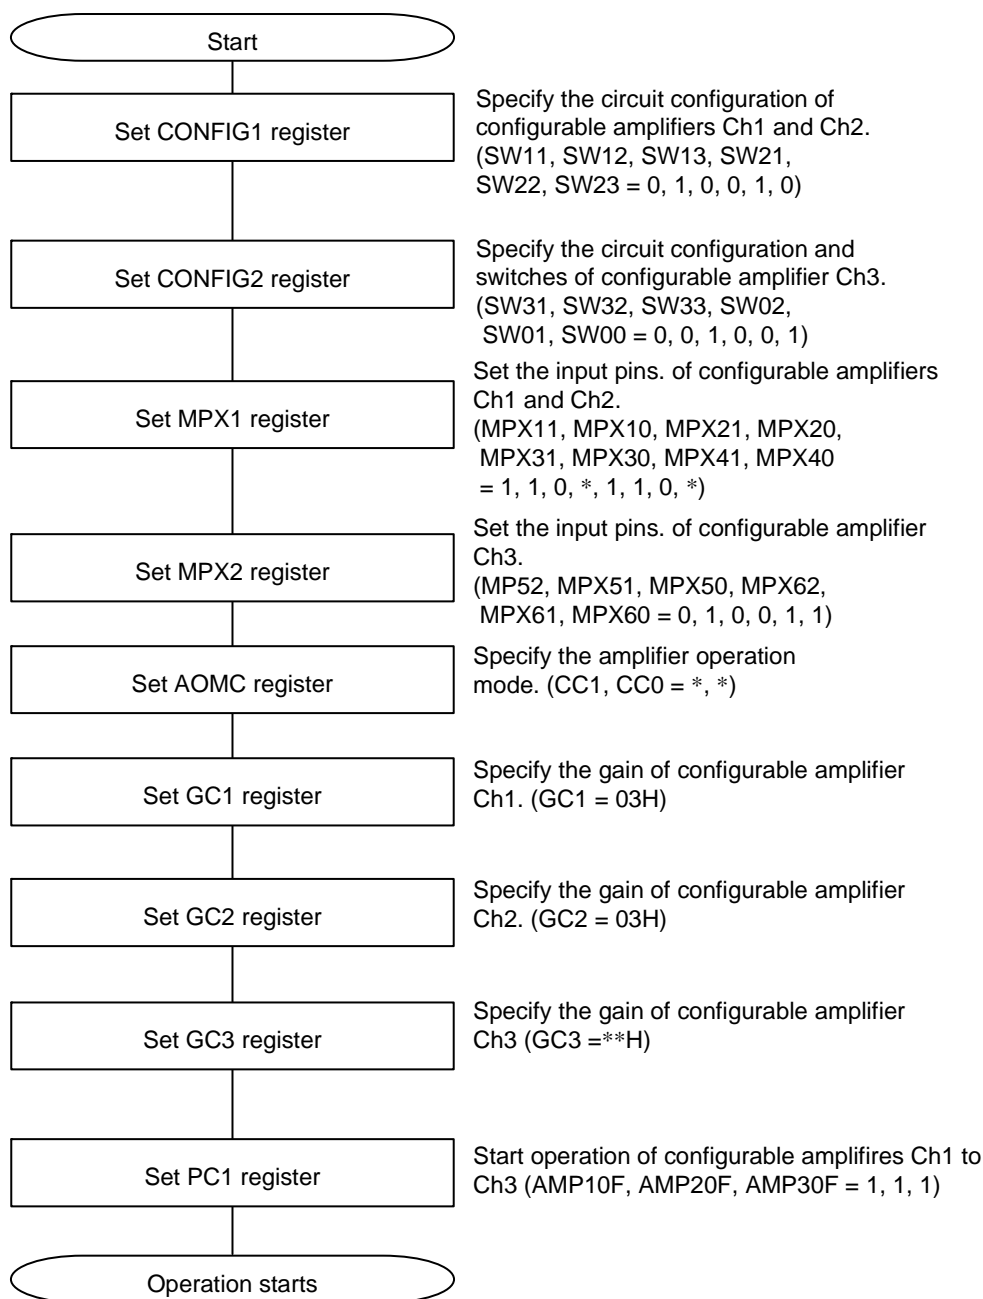 Start
Set CONFIG1 register
Specify the circuit configuration of
configurable amplifiers Ch1 and Ch2.
(SW11, SW12, SW13, SW21,
SW22, SW23 = 0, 1, 0, 0, 1, 0)
Set CONFIG2 register
Specify the circuit configuration and
switches of configurable amplifier Ch3.
(SW31, SW32, SW33, SW02,
SW01, SW00 = 0, 0, 1, 0, 0, 1)
Set MPX1 register
Set the input pins. of configurable amplifiers
Ch1 and Ch2.
(MPX11, MPX10, MPX21, MPX20,
MPX31, MPX30, MPX41, MPX40
= 1, 1, 0, *, 1, 1, 0, *)
Set MPX2 register
Set the input pins. of configurable amplifier
Ch3.
(MP52, MPX51, MPX50, MPX62,
MPX61, MPX60 = 0, 1, 0, 0, 1, 1)
Set AOMC register
Specify the amplifier operation
mode. (CC1, CC0 = *, *)
Set GC1 register
Specify the gain of configurable amplifier
Ch1. (GC1 = 03H)
Set GC2 register
Specify the gain of configurable amplifier
Ch2. (GC2 = 03H)
Set GC3 register
Specify the gain of configurable amplifier
Ch3 (GC3 =**H)
Set PC1 register
Start operation of configurable amplifires Ch1 to
Ch3 (AMP10F, AMP20F, AMP30F = 1, 1, 1)
Operation starts